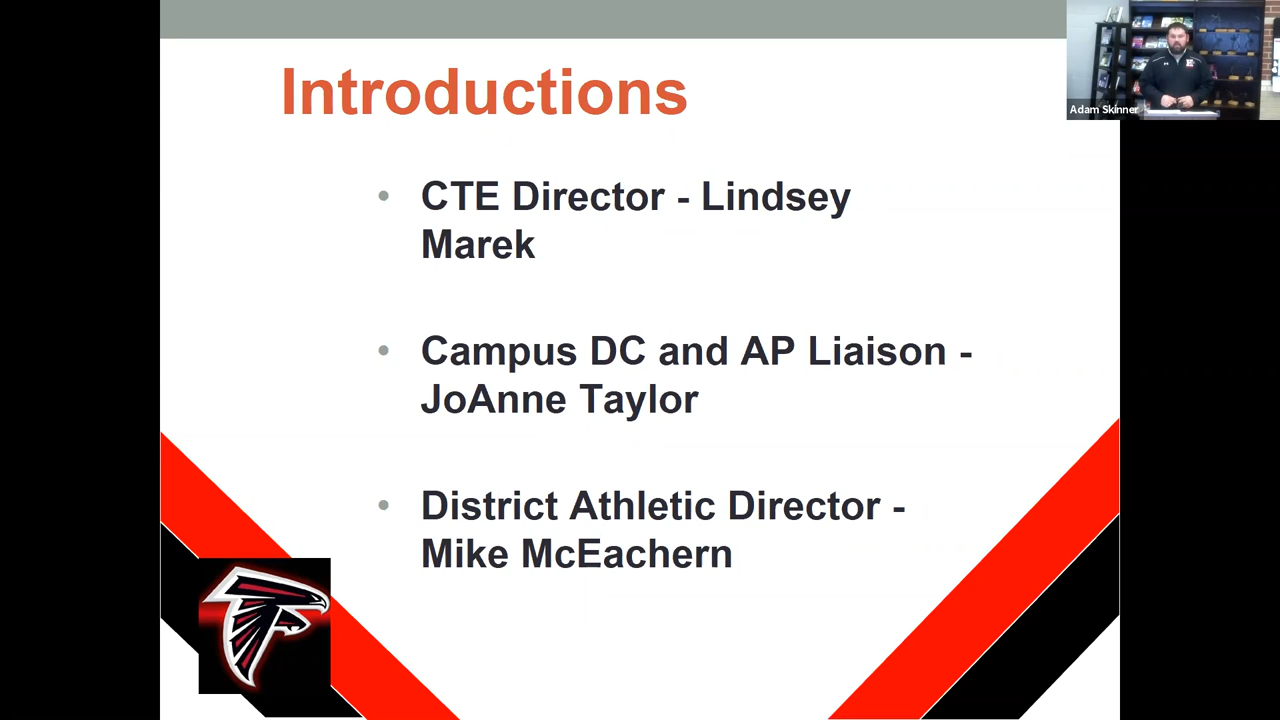 Introductions
Adam Skinner
• CTE Director - Lindsey
Marek
• Campus DC and AP Liaison -
JoAnne Taylor
• District Athletic Director -
Mike McEachern